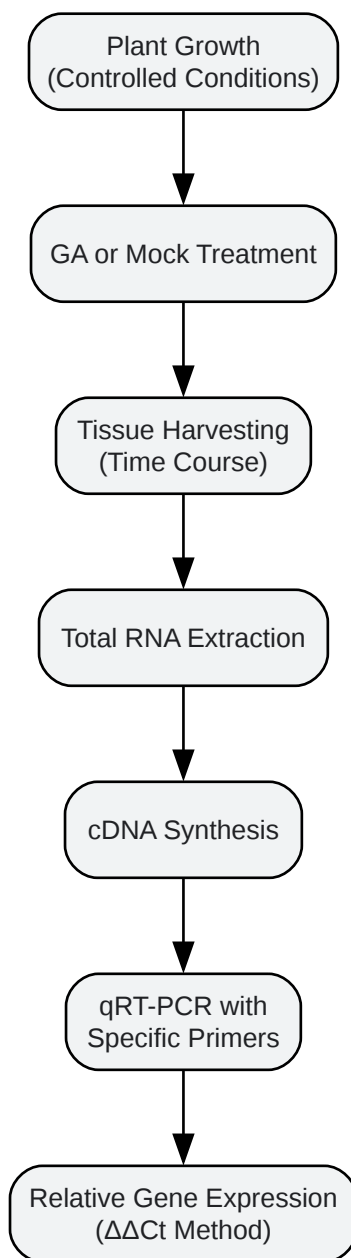 Plant Growth
(Controlled Conditions)
GA or Mock Treatment
Tissue Harvesting
(Time Course)
Total RNA Extraction
cDNA Synthesis
qRT-PCR with
Specific Primers
Relative Gene Expression
(ΔΔCt Method)